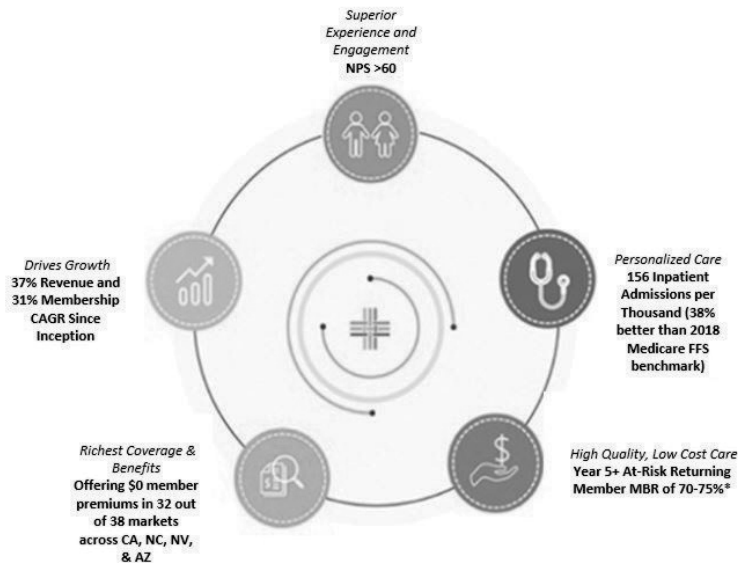 Superior
Experience and
Engagement
NPS >60
Personalized Care
156 Inpatient
Admissions per
Thousand (38%
better than 2018
Medicare FFS
benchmark)
High Quality, Low Cost Care
Year 5+ At-Risk Returning
Member MBR of 70-75%*
$
Richest Coverage &
Benefits
Offering $0 member
premiums in 32 out
of 38 markets
across CA, NC, NV,
& AZ
Drives Growth
37% Revenue and
31% Membership
CAGR Since
Inception